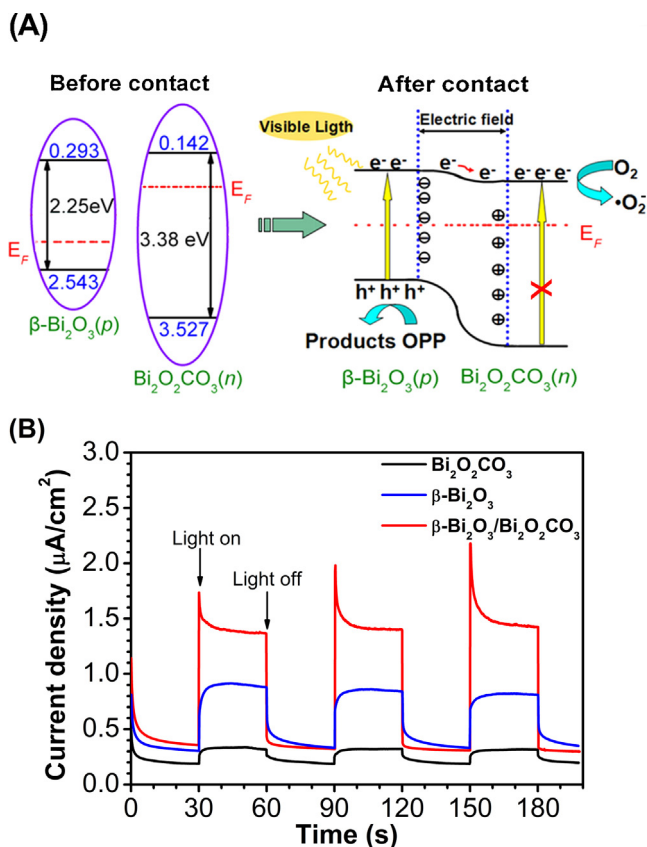 (A)
Before contact
After contact
Visible Ligth
Electric field
0.293
0.142
2.25eV
3.38 eV
E_F
E_F
2.543
3.527
β-Bi₂O₃(p)
Bi₂O₂CO₃(n)
e⁻ e⁻
e⁻
e⁻
e⁻ e⁻ e⁻
O₂
•O₂⁻
E_F
h⁺ h⁺ h⁺
Products OPP
β-Bi₂O₃(p)
Bi₂O₂CO₃(n)
(B)
Current density (μA/cm²)
3.0
2.5
2.0
1.5
1.0
0.5
0.0
Bi₂O₂CO₃
β-Bi₂O₃
β-Bi₂O₃/Bi₂O₂CO₃
Light on
Light off
0 30 60 90 120 150 180
Time (s)